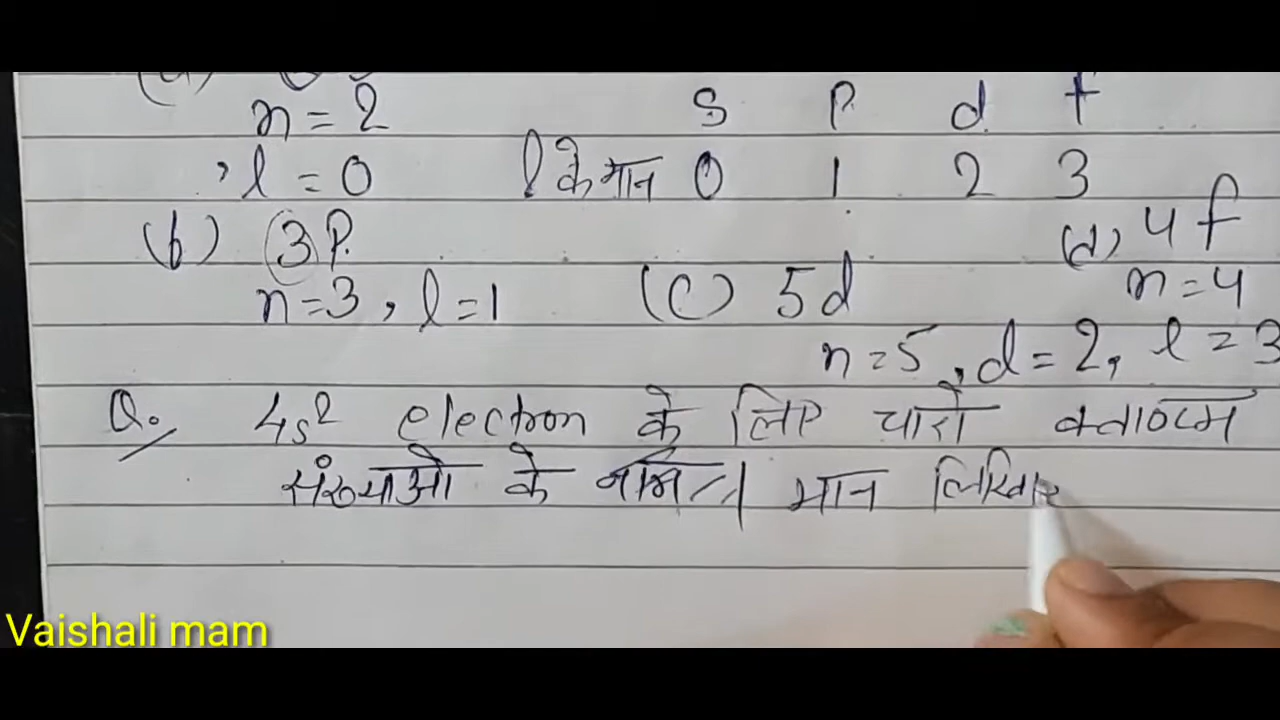 n = 2 s p d f
, l = 0 l के मान 0 1 2 3
(b) 3P. (d) 4f
n=3, l=1 (c) 5d n=4
n=5, d=2, l=3
Q. 4s² electron के लिए चारो क्वाण्टम
संख्याओ के मान लिखिए
Vaishali mam